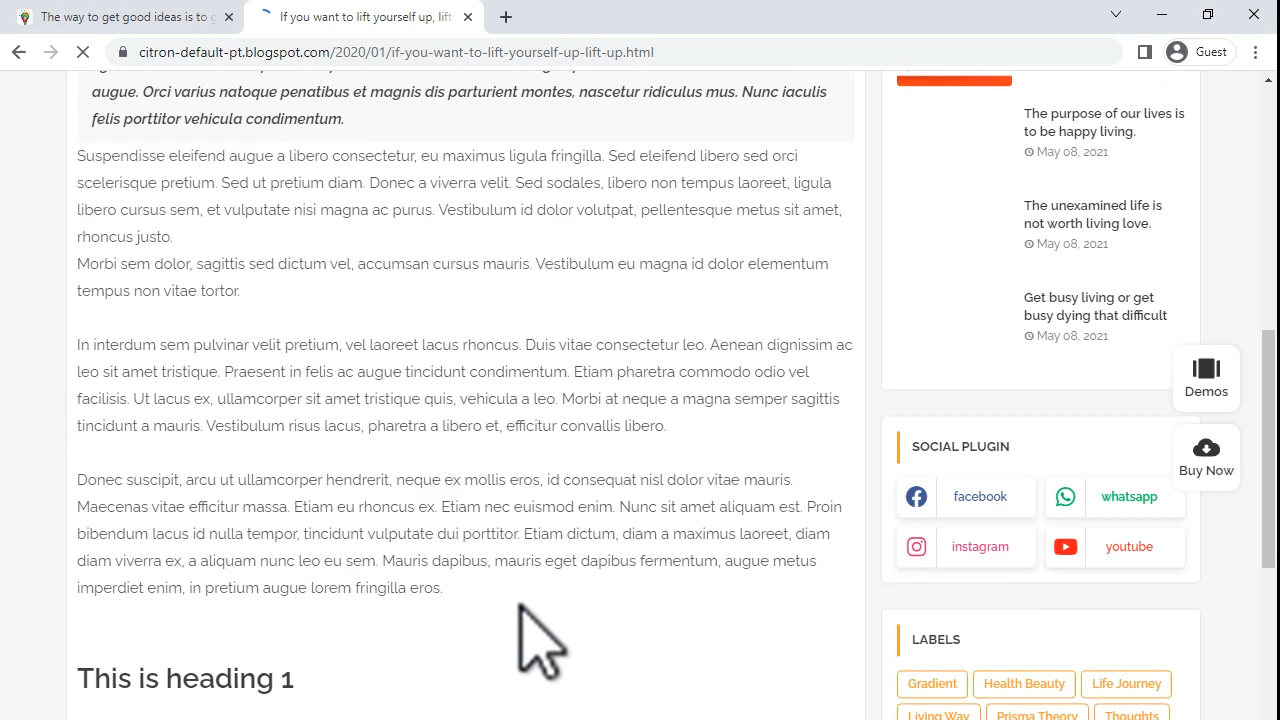 The way to get good ideas is to g
If you want to lift yourself up, lift
Guest
citron-default-pt.blogspot.com/2020/01/if-you-want-to-lift-yourself-up-lift-up.html
augue. Orci varius natoque penatibus et magnis dis parturient montes, nascetur ridiculus mus. Nunc iaculis
felis porttitor vehicula condimentum.
Suspendisse eleifend augue a libero consectetur, eu maximus ligula fringilla. Sed eleifend libero sed orci
scelerisque pretium. Sed ut pretium diam. Donec a viverra velit. Sed sodales, libero non tempus laoreet, ligula
libero cursus sem, et vulputate nisi magna ac purus. Vestibulum id dolor volutpat, pellentesque metus sit amet,
rhoncus justo.
Morbi sem dolor, sagittis sed dictum vel, accumsan cursus mauris. Vestibulum eu magna id dolor elementum
tempus non vitae tortor.
In interdum sem pulvinar velit pretium, vel laoreet lacus rhoncus. Duis vitae consectetur leo. Aenean dignissim ac
leo sit amet tristique. Praesent in felis ac augue tincidunt condimentum. Etiam pharetra commodo odio vel
facilisis. Ut lacus ex, ullamcorper sit amet tristique quis, vehicula a leo. Morbi at neque a magna semper sagittis
tincidunt a mauris. Vestibulum risus lacus, pharetra a libero et, efficitur convallis libero.
Donec suscipit, arcu ut ullamcorper hendrerit, neque ex mollis eros, id consequat nisl dolor vitae mauris.
Maecenas vitae efficitur massa. Etiam eu rhoncus ex. Etiam nec euismod enim. Nunc sit amet aliquam est. Proin
bibendum lacus id nulla tempor, tincidunt vulputate dui porttitor. Etiam dictum, diam a maximus laoreet, diam
diam viverra ex, a aliquam nunc leo eu sem. Mauris dapibus, mauris eget dapibus fermentum, augue metus
imperdiet enim, in pretium augue lorem fringilla eros.
This is heading 1
The purpose of our lives is
to be happy living.
May 08, 2021
The unexamined life is
not worth living love.
May 08, 2021
Get busy living or get
busy dying that difficult
May 08, 2021
Demos
Buy Now
SOCIAL PLUGIN
facebook
whatsapp
instagram
youtube
LABELS
Gradient
Health Beauty
Life Journey
Living Way
Prisma Theory
Thoughts